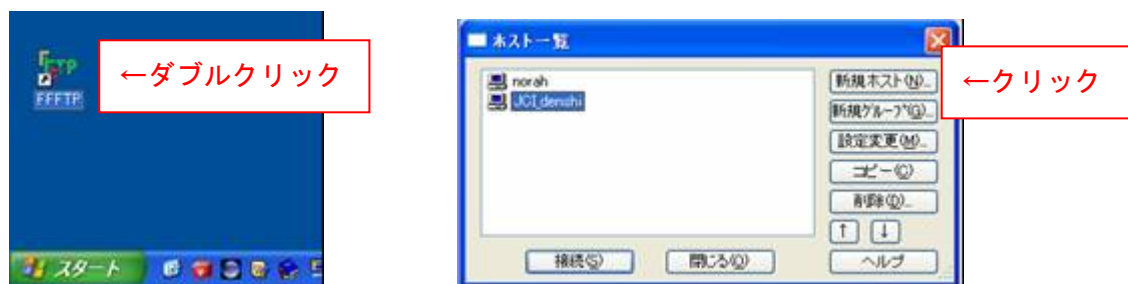 FFFTP
←ダブルクリック
スタート
ホスト一覧
norah
JCI_denshi
新規ホスト(N)...
←クリック
新規グループ(G)...
設定変更(M)...
コピー(C)
削除(D)...
↑ ↓
接続(S)
閉じる(O)
ヘルプ